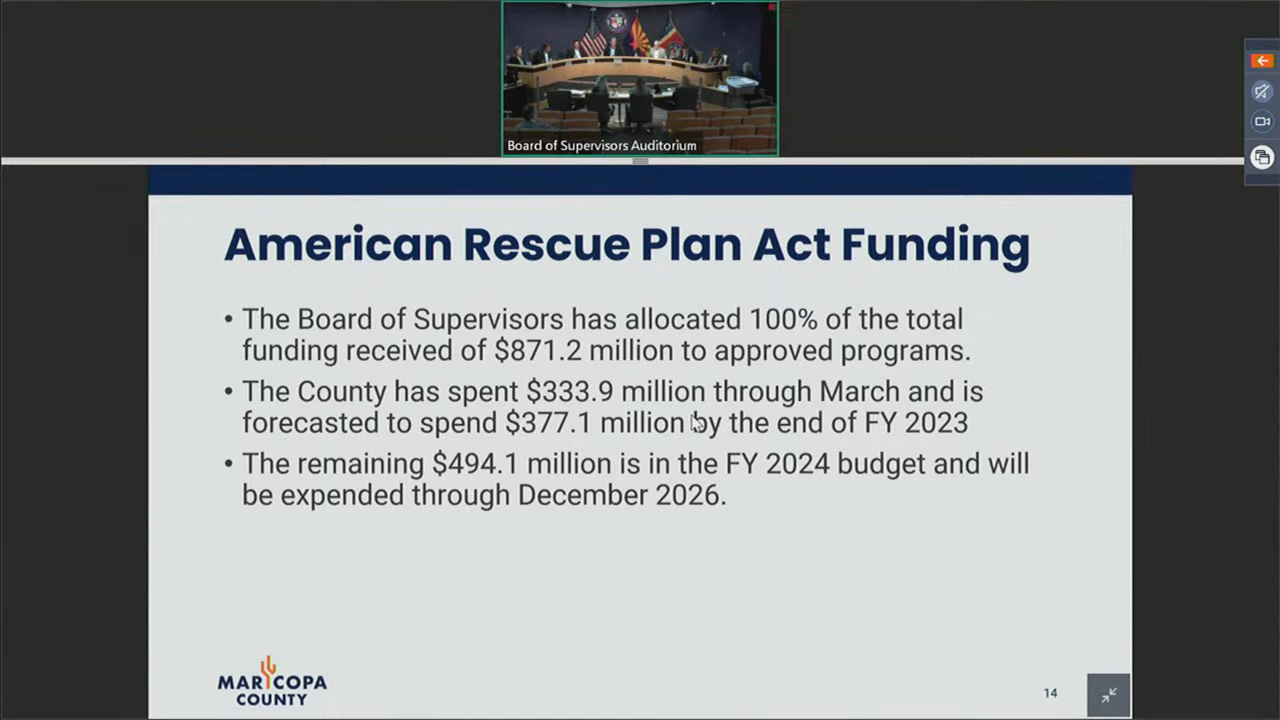 Board of Supervisors Auditorium
American Rescue Plan Act Funding
• The Board of Supervisors has allocated 100% of the total
funding received of $871.2 million to approved programs.
• The County has spent $333.9 million through March and is
forecasted to spend $377.1 million by the end of FY 2023
• The remaining $494.1 million is in the FY 2024 budget and will
be expended through December 2026.
MARICOPA
COUNTY
14